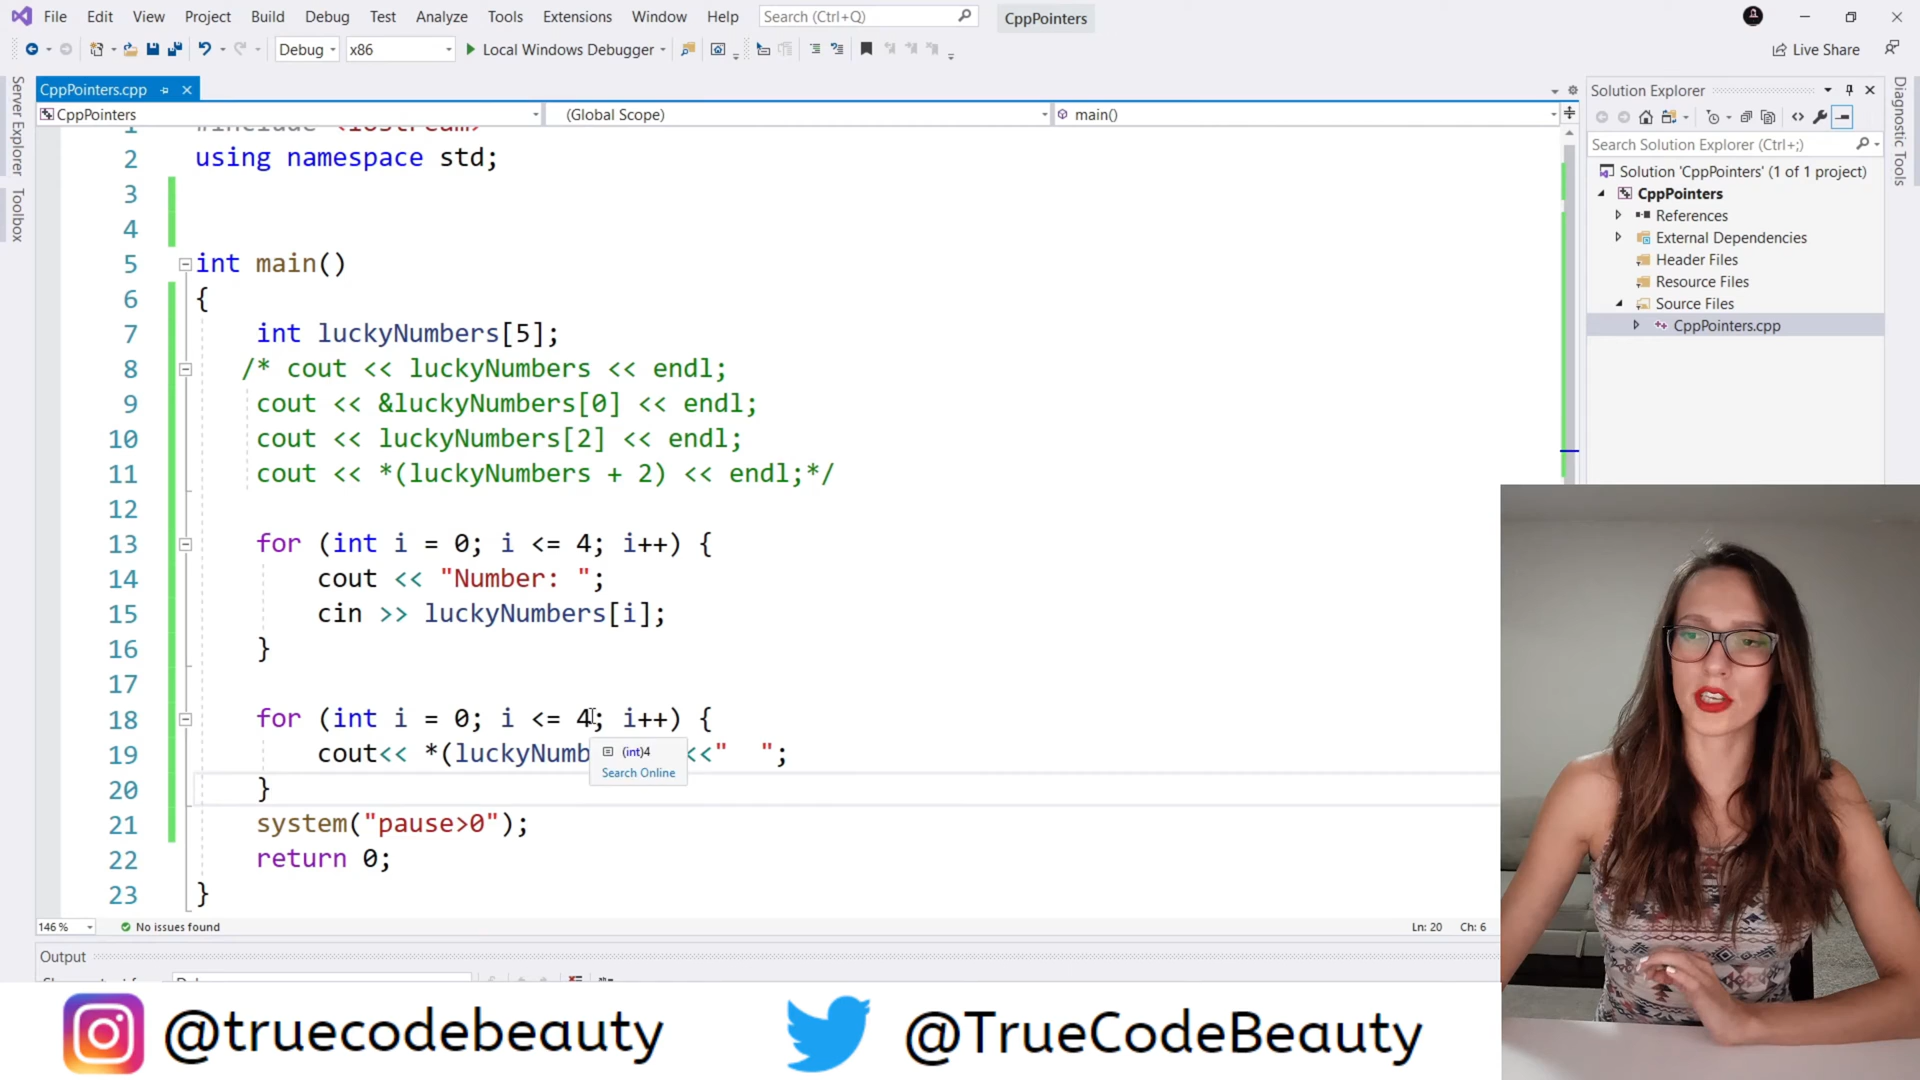 File Edit View Project Build Debug Test Analyze Tools Extensions Window Help Search (Ctrl+Q) CppPointers
Debug x86 Local Windows Debugger Live Share
Server Explorer
Toolbox
CppPointers.cpp
CppPointers (Global Scope) main()
1 #include <iostream>
2 using namespace std;
3
4
5 int main()
6 {
7 int luckyNumbers[5];
8 /* cout << luckyNumbers << endl;
9 cout << &luckyNumbers[0] << endl;
10 cout << luckyNumbers[2] << endl;
11 cout << *(luckyNumbers + 2) << endl;*/
12
13 for (int i = 0; i <= 4; i++) {
14 cout << "Number: ";
15 cin >> luckyNumbers[i];
16 }
17
18 for (int i = 0; i <= 4; i++) {
19 cout<< *(luckyNumb <<"  ";
(int)4
Search Online
20 }
21 system("pause>0");
22 return 0;
23 }
146 % No issues found Ln: 20 Ch: 6
Output
Solution Explorer
Search Solution Explorer (Ctrl+;)
Solution 'CppPointers' (1 of 1 project)
CppPointers
References
External Dependencies
Header Files
Resource Files
Source Files
CppPointers.cpp
Diagnostic Tools
@truecodebeauty @TrueCodeBeauty